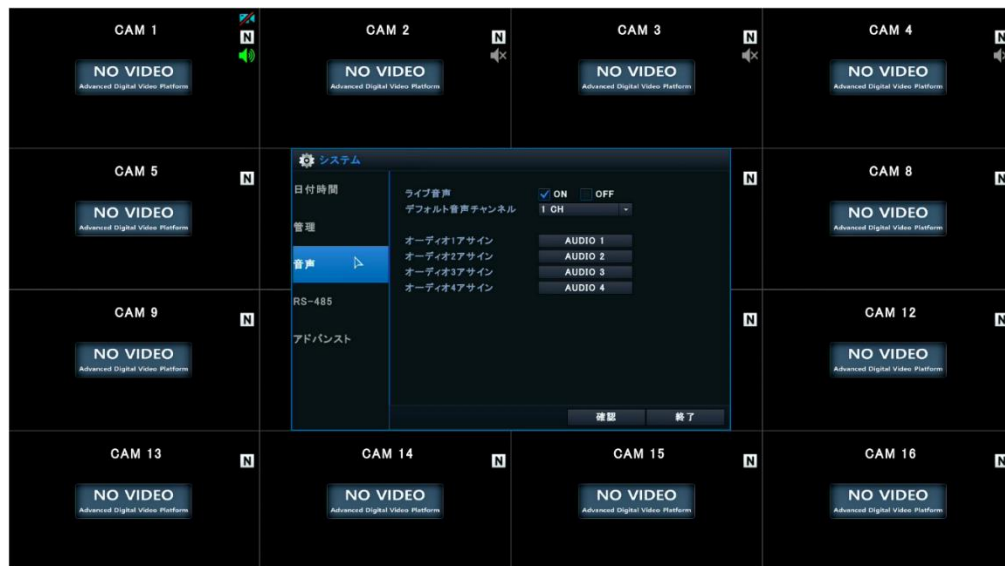 CAM 1
N
NO VIDEO
Advanced Digital Video Platform
CAM 2
N
NO VIDEO
Advanced Digital Video Platform
CAM 3
N
NO VIDEO
Advanced Digital Video Platform
CAM 4
N
NO VIDEO
Advanced Digital Video Platform
CAM 5
N
NO VIDEO
Advanced Digital Video Platform
システム
日付時間
管理
音声
RS-485
アドバンスト
ライブ音声 ON OFF
デフォルト音声チャンネル 1 CH
オーディオ1アサイン AUDIO 1
オーディオ2アサイン AUDIO 2
オーディオ3アサイン AUDIO 3
オーディオ4アサイン AUDIO 4
確認 終了
N
CAM 8
N
NO VIDEO
Advanced Digital Video Platform
CAM 9
N
NO VIDEO
Advanced Digital Video Platform
N
CAM 12
N
NO VIDEO
Advanced Digital Video Platform
CAM 13
N
NO VIDEO
Advanced Digital Video Platform
CAM 14
N
NO VIDEO
Advanced Digital Video Platform
CAM 15
N
NO VIDEO
Advanced Digital Video Platform
CAM 16
N
NO VIDEO
Advanced Digital Video Platform